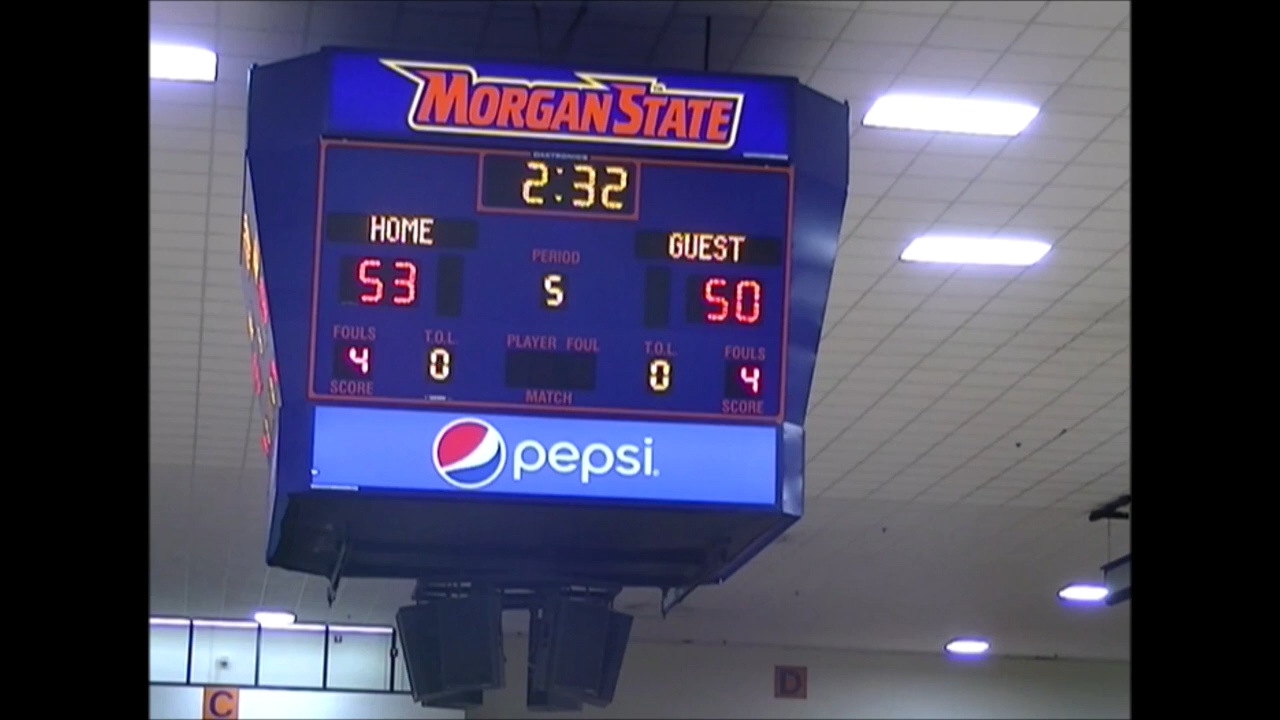 MORGAN STATE
DAKTRONICS
2:32
HOME
GUEST
PERIOD
53
5
50
FOULS
T.O.L.
PLAYER FOUL
T.O.L.
FOULS
4
0
0
4
SCORE
MATCH
SCORE
pepsi
C
D